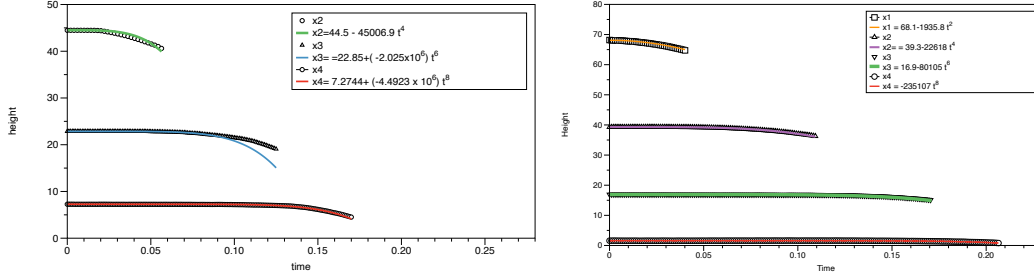 50
40
30
20
10
0
0
0.05
0.10
0.15
0.20
0.25
height
time
x2
x2=44.5 - 45006.9 t⁴
x3
x3= =22.85+( -2.025x10⁶) t⁶
x4
x4= 7.2744+ (-4.4923 x 10⁶) t⁸
80
70
60
50
40
30
20
10
0
0
0.05
0.10
0.15
0.20
Height
Time
x1
x1 = 68.1-1935.8 t²
x2
x2= = 39.3-22618 t⁴
x3
x3 = 16.9-80105 t⁶
x4
x4 = -235107 t⁸